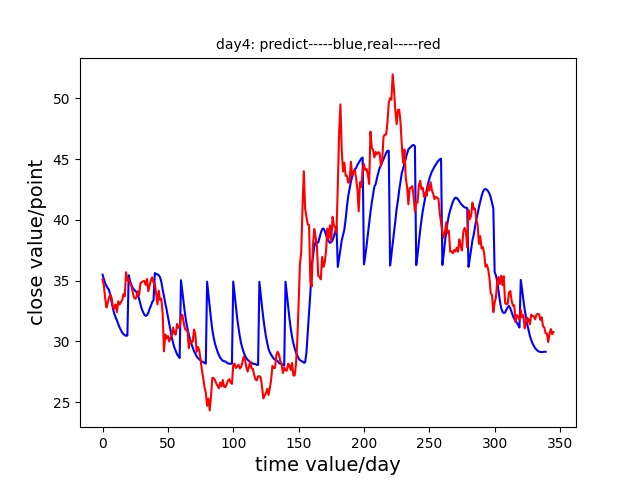 day4: predict-----blue,real-----red
close value/point
50
45
40
35
30
25
0 50 100 150 200 250 300 350
time value/day